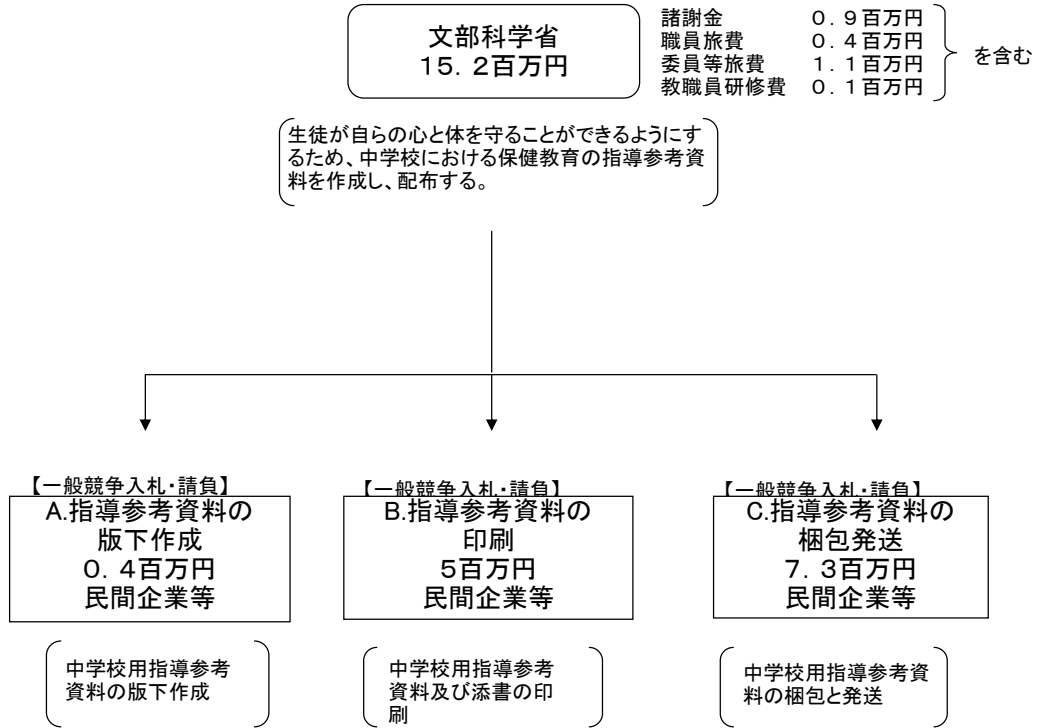 文部科学省
１５．２百万円
諸謝金　　０．９百万円
職員旅費　０．４百万円
委員等旅費　１．１百万円
教職員研修費　０．１百万円
を含む
生徒が自らの心と体を守ることができるようにす
るため、中学校における保健教育の指導参考資
料を作成し、配布する。
【一般競争入札・請負】
A.指導参考資料の
版下作成
０．４百万円
民間企業等
中学校用指導参考
資料の版下作成
【一般競争入札・請負】
B.指導参考資料の
印刷
５百万円
民間企業等
中学校用指導参考
資料及び添書の印
刷
【一般競争入札・請負】
C.指導参考資料の
梱包発送
７．３百万円
民間企業等
中学校用指導参考資
料の梱包と発送